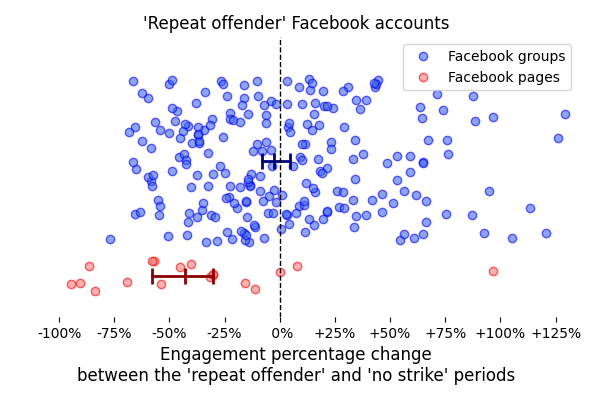 'Repeat offender' Facebook accounts
Facebook groups
Facebook pages
-100% -75% -50% -25% 0% +25% +50% +75% +100% +125%
Engagement percentage change
between the 'repeat offender' and 'no strike' periods